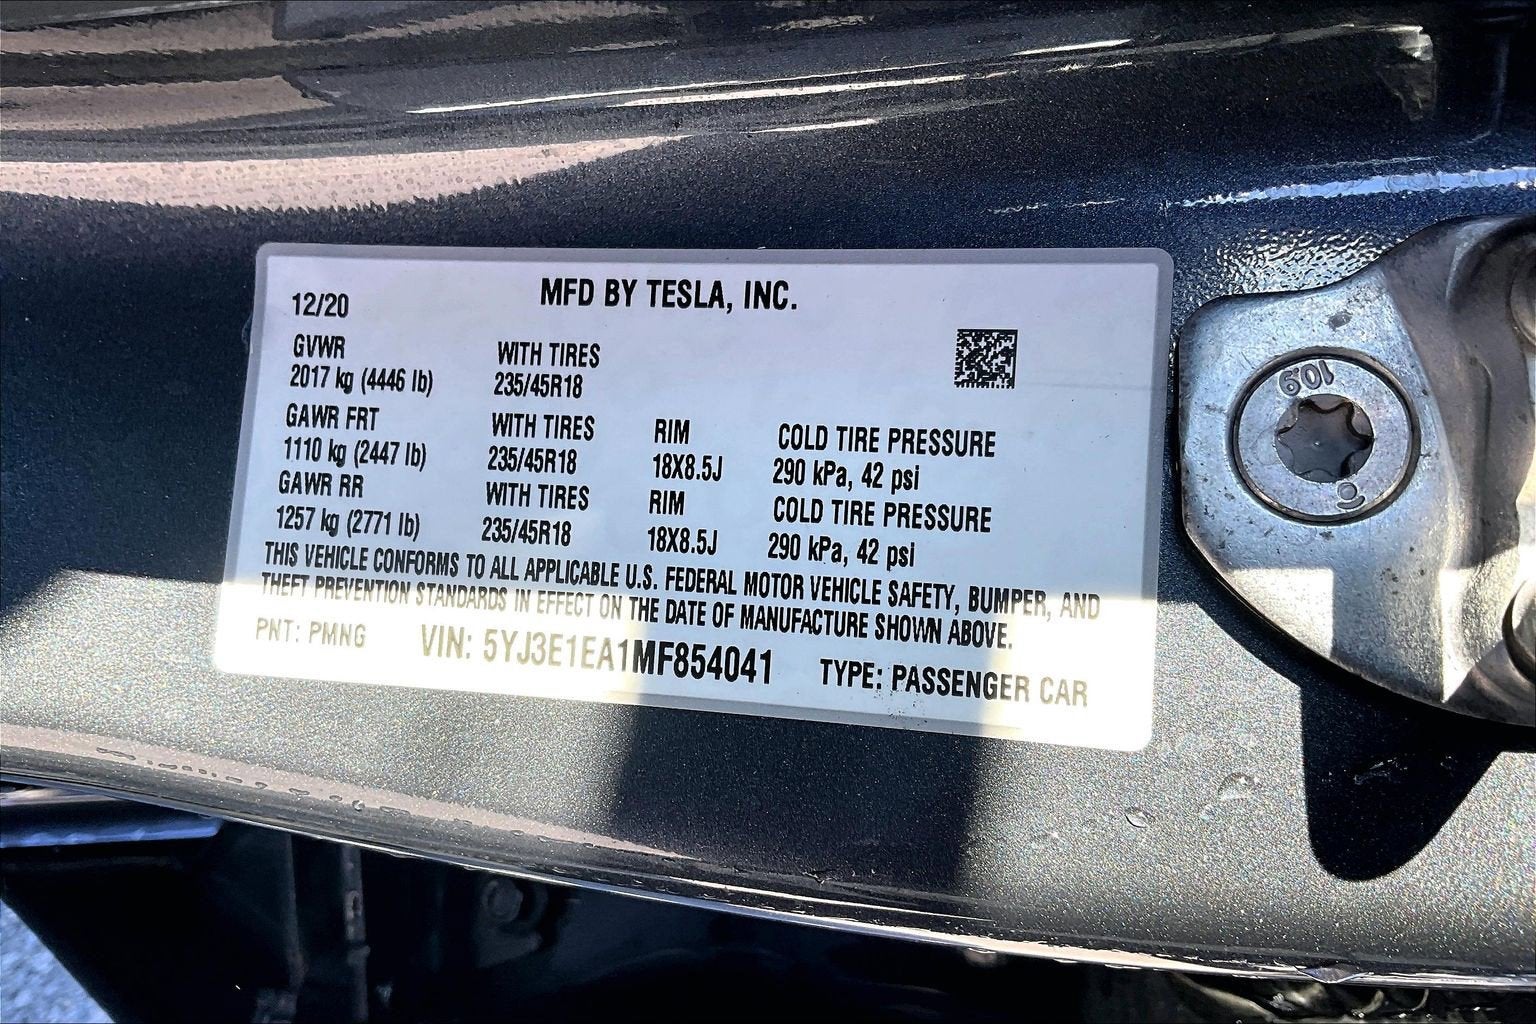 MFD BY TESLA, INC.
12/20
GVWR WITH TIRES
2017 kg (4446 lb) 235/45R18
GAWR FRT WITH TIRES RIM COLD TIRE PRESSURE
1110 kg (2447 lb) 235/45R18 18X8.5J 290 kPa, 42 psi
GAWR RR WITH TIRES RIM COLD TIRE PRESSURE
1257 kg (2771 lb) 235/45R18 18X8.5J 290 kPa, 42 psi
THIS VEHICLE CONFORMS TO ALL APPLICABLE U.S. FEDERAL MOTOR VEHICLE SAFETY, BUMPER, AND
THEFT PREVENTION STANDARDS IN EFFECT ON THE DATE OF MANUFACTURE SHOWN ABOVE.
PNT: PMNG VIN: 5YJ3E1EA1MF854041 TYPE: PASSENGER CAR
10.9